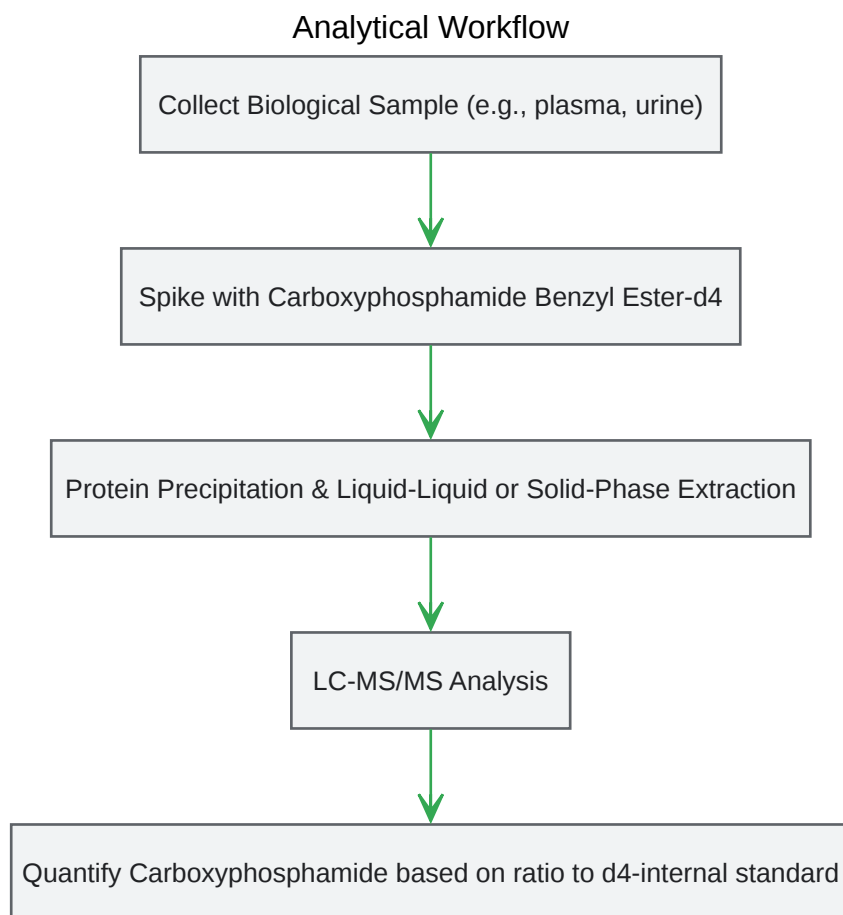 Analytical Workflow
Collect Biological Sample (e.g., plasma, urine)
Spike with Carboxyphosphamide Benzyl Ester-d4
Protein Precipitation & Liquid-Liquid or Solid-Phase Extraction
LC-MS/MS Analysis
Quantify Carboxyphosphamide based on ratio to d4-internal standard